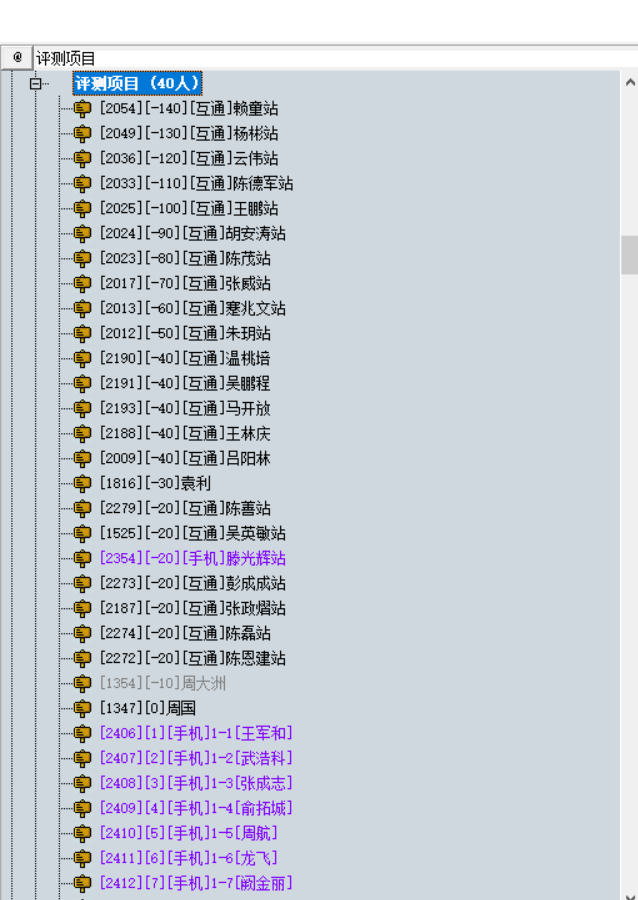 @ 评测项目
评测项目（40人）
[2054][-140][互通]赖童站
[2049][-130][互通]杨彬站
[2036][-120][互通]云伟站
[2033][-110][互通]陈德军站
[2025][-100][互通]王鹏站
[2024][-90][互通]胡安涛站
[2023][-80][互通]陈茂站
[2017][-70][互通]张威站
[2013][-60][互通]蹇兆文站
[2012][-50][互通]朱玥站
[2190][-40][互通]温桃培
[2191][-40][互通]吴鹏程
[2193][-40][互通]马开放
[2188][-40][互通]王林庆
[2009][-40][互通]吕阳林
[1816][-30]袁利
[2279][-20][互通]陈善站
[1525][-20][互通]吴英敏站
[2354][-20][手机]滕光辉站
[2273][-20][互通]彭成成站
[2187][-20][互通]张政熠站
[2274][-20][互通]陈磊站
[2272][-20][互通]陈恩建站
[1354][-10]周大洲
[1347][0]周国
[2406][1][手机]1-1[王军和]
[2407][2][手机]1-2[武浩科]
[2408][3][手机]1-3[张成志]
[2409][4][手机]1-4[俞拓城]
[2410][5][手机]1-5[周航]
[2411][6][手机]1-6[龙飞]
[2412][7][手机]1-7[阙金丽]